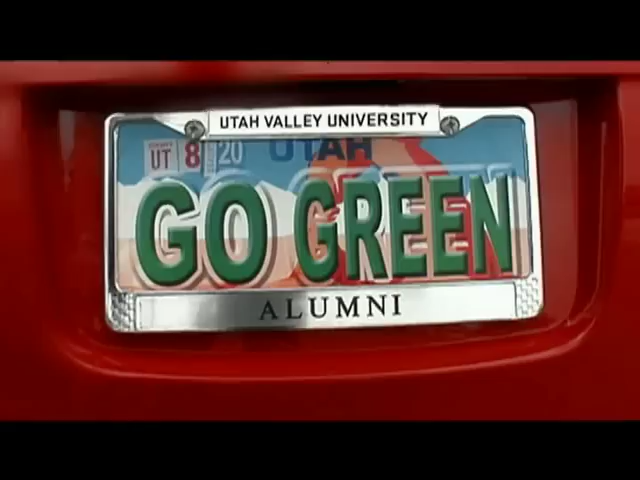 UTAH VALLEY UNIVERSITY
UT 8 20
UTAH
GO GREEN
ALUMNI